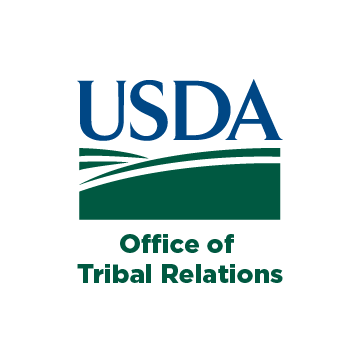 USDA
Office of
Tribal Relations